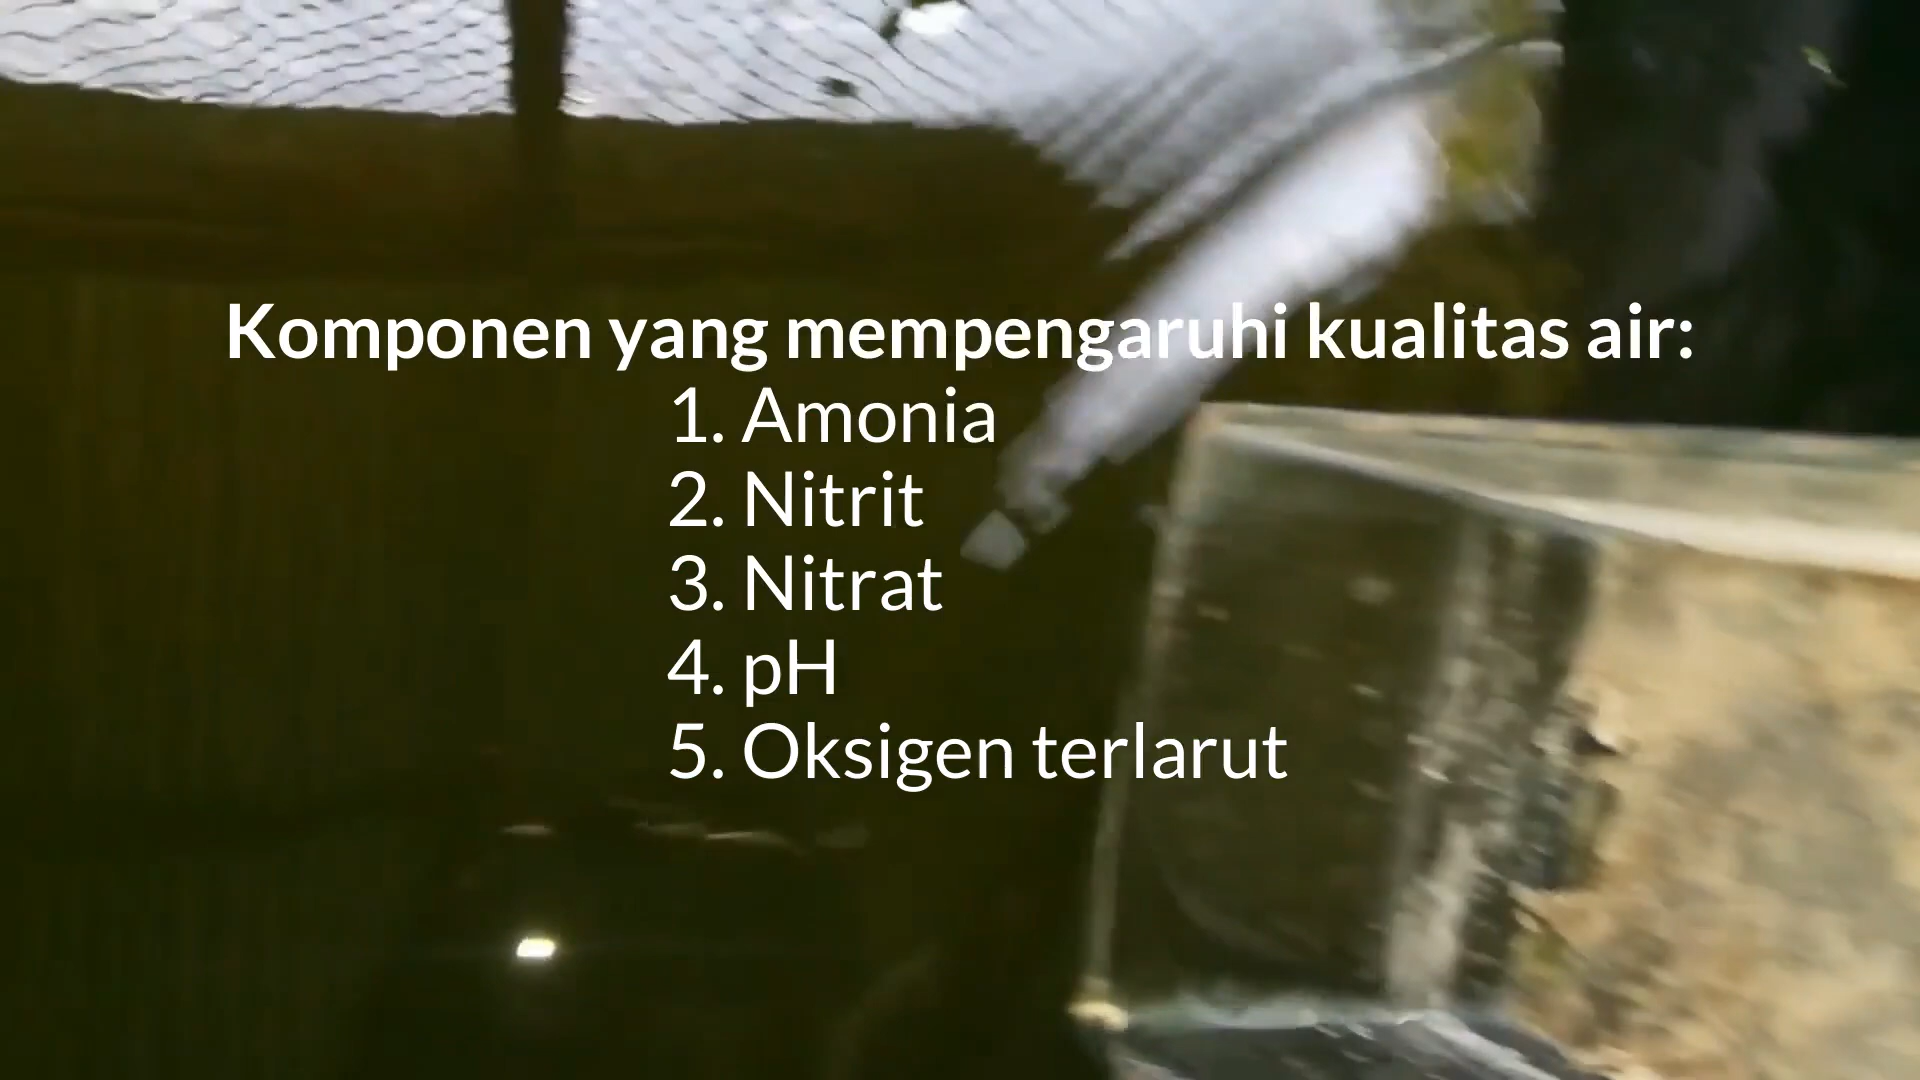 Komponen yang mempengaruhi kualitas air:
1. Amonia
2. Nitrit
3. Nitrat
4. pH
5. Oksigen terlarut